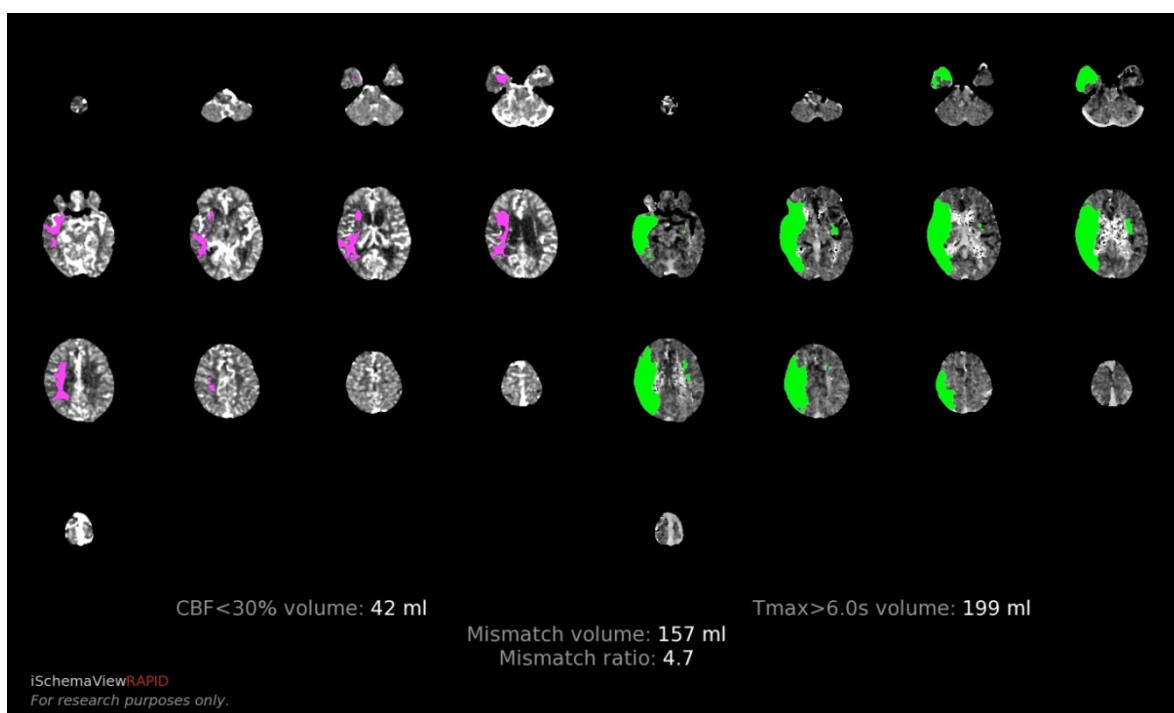 CBF<30% volume: 42 ml
Tmax>6.0s volume: 199 ml
Mismatch volume: 157 ml
Mismatch ratio: 4.7
iSchemaViewRAPID
For research purposes only.